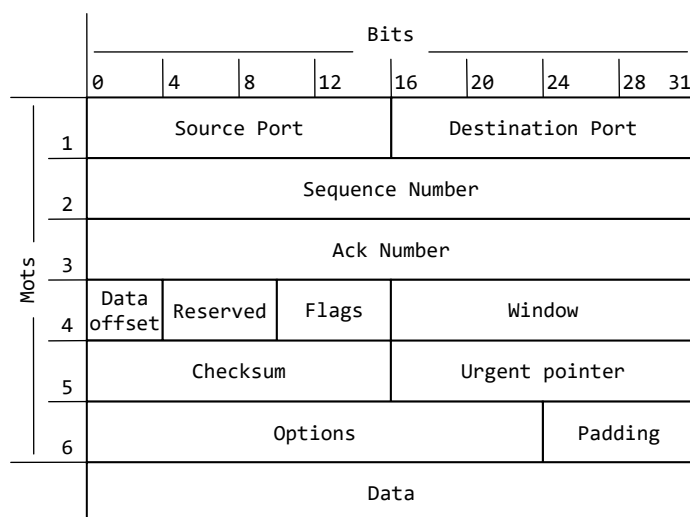 Bits
0 4 8 12 16 20 24 28 31
Mots
1 Source Port Destination Port
2 Sequence Number
3 Ack Number
4 Data offset Reserved Flags Window
5 Checksum Urgent pointer
6 Options Padding
Data